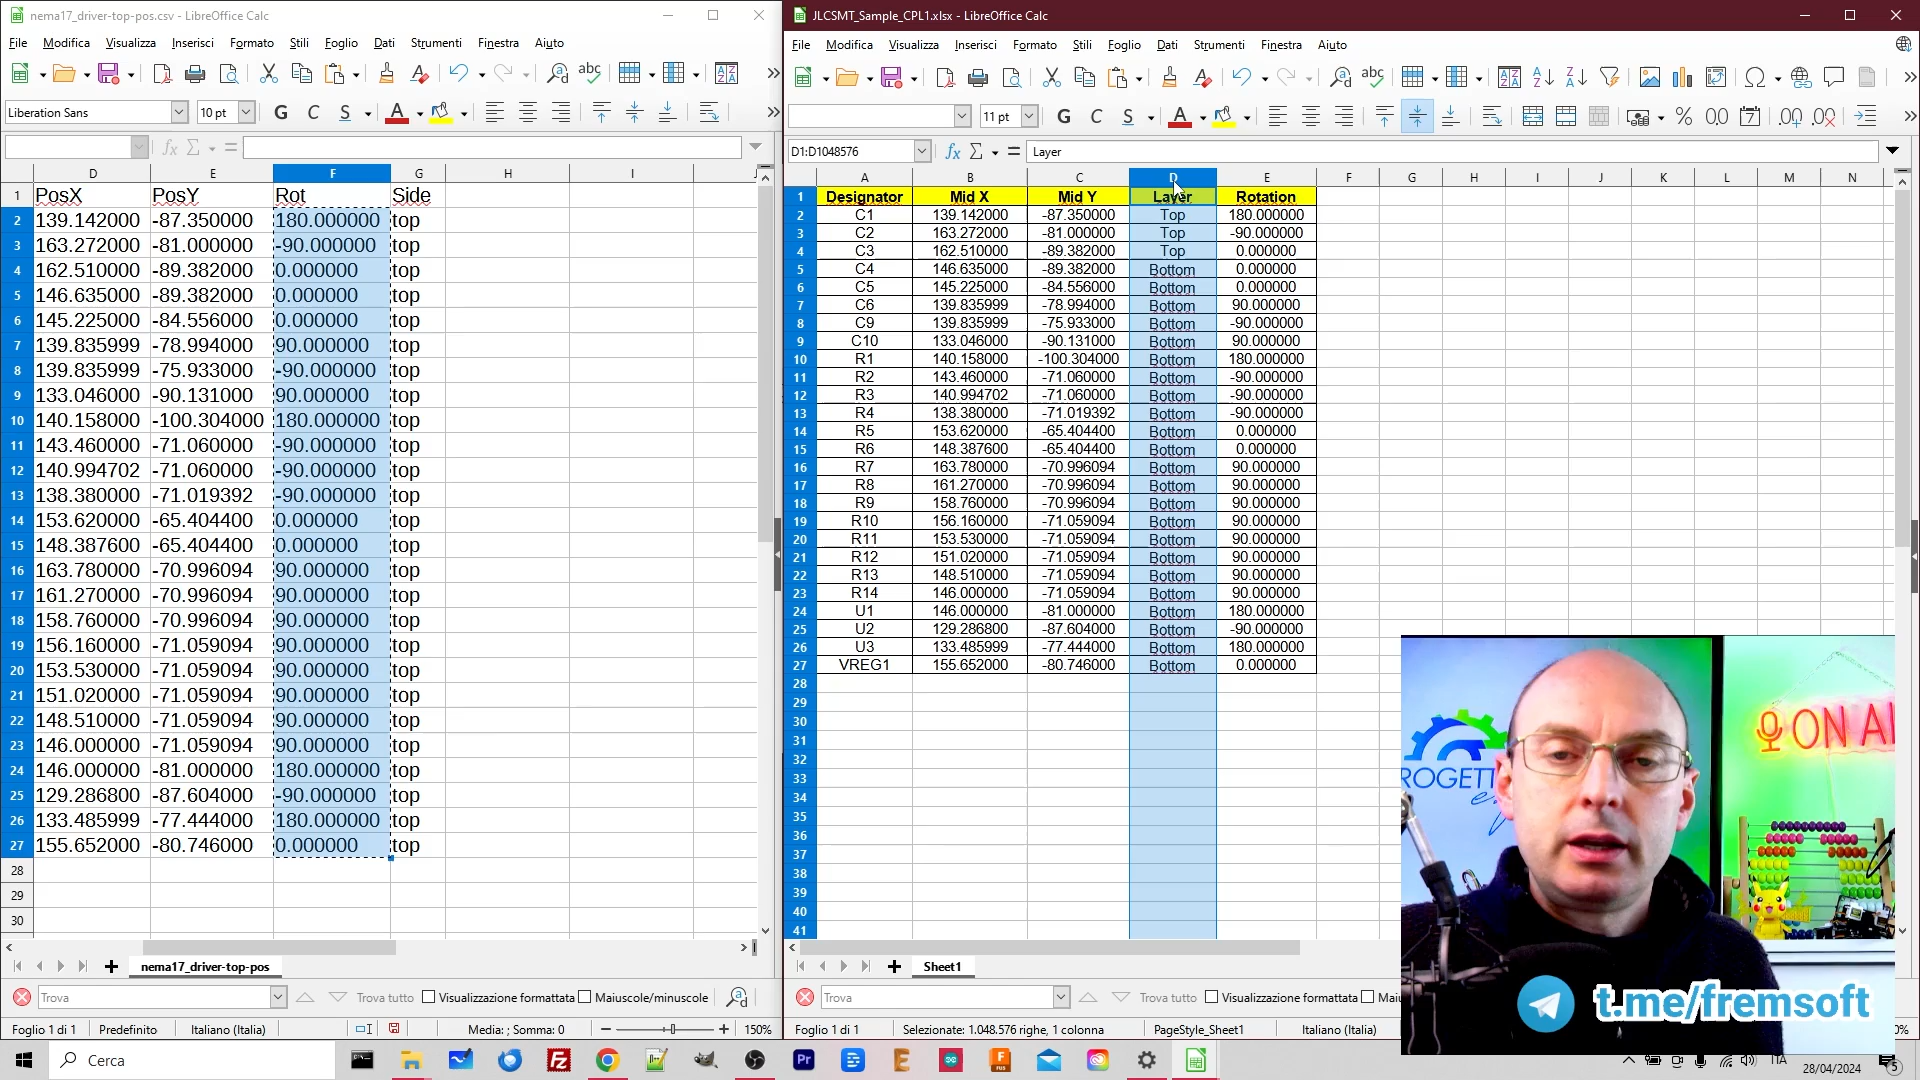 nema17_driver-top-pos.csv - LibreOffice Calc
File Modifica Visualizza Inserisci Formato Stili Foglio Dati Strumenti Finestra Aiuto
Liberation Sans 10 pt G C S A
D E F G H I
1 PosX PosY Rot Side
2 139.142000 -87.350000 180.000000 top
3 163.272000 -81.000000 -90.000000 top
4 162.510000 -89.382000 0.000000 top
5 146.635000 -89.382000 0.000000 top
6 145.225000 -84.556000 0.000000 top
7 139.835999 -78.994000 90.000000 top
8 139.835999 -75.933000 -90.000000 top
9 133.046000 -90.131000 90.000000 top
10 140.158000 -100.304000 180.000000 top
11 143.460000 -71.060000 -90.000000 top
12 140.994702 -71.060000 -90.000000 top
13 138.380000 -71.019392 -90.000000 top
14 153.620000 -65.404400 0.000000 top
15 148.387600 -65.404400 0.000000 top
16 163.780000 -70.996094 90.000000 top
17 161.270000 -70.996094 90.000000 top
18 158.760000 -70.996094 90.000000 top
19 156.160000 -71.059094 90.000000 top
20 153.530000 -71.059094 90.000000 top
21 151.020000 -71.059094 90.000000 top
22 148.510000 -71.059094 90.000000 top
23 146.000000 -71.059094 90.000000 top
24 146.000000 -81.000000 180.000000 top
25 129.286800 -87.604000 -90.000000 top
26 133.485999 -77.444000 180.000000 top
27 155.652000 -80.746000 0.000000 top
28
29
30
nema17_driver-top-pos
Trova Trova tutto Visualizzazione formattata Maiuscole/minuscole
Foglio 1 di 1 Predefinito Italiano (Italia) Media: ; Somma: 0 150%
JLCSMT_Sample_CPL1.xlsx - LibreOffice Calc
File Modifica Visualizza Inserisci Formato Stili Foglio Dati Strumenti Finestra Aiuto
11 pt G C S A
D1:D1048576 Layer
A B C D E F G H I J K L M N
1 Designator Mid X Mid Y Layer Rotation
2 C1 139.142000 -87.350000 Top 180.000000
3 C2 163.272000 -81.000000 Top -90.000000
4 C3 162.510000 -89.382000 Top 0.000000
5 C4 146.635000 -89.382000 Bottom 0.000000
6 C5 145.225000 -84.556000 Bottom 0.000000
7 C6 139.835999 -78.994000 Bottom 90.000000
8 C9 139.835999 -75.933000 Bottom -90.000000
9 C10 133.046000 -90.131000 Bottom 90.000000
10 R1 140.158000 -100.304000 Bottom 180.000000
11 R2 143.460000 -71.060000 Bottom -90.000000
12 R3 140.994702 -71.060000 Bottom -90.000000
13 R4 138.380000 -71.019392 Bottom -90.000000
14 R5 153.620000 -65.404400 Bottom 0.000000
15 R6 148.387600 -65.404400 Bottom 0.000000
16 R7 163.780000 -70.996094 Bottom 90.000000
17 R8 161.270000 -70.996094 Bottom 90.000000
18 R9 158.760000 -70.996094 Bottom 90.000000
19 R10 156.160000 -71.059094 Bottom 90.000000
20 R11 153.530000 -71.059094 Bottom 90.000000
21 R12 151.020000 -71.059094 Bottom 90.000000
22 R13 148.510000 -71.059094 Bottom 90.000000
23 R14 146.000000 -71.059094 Bottom 90.000000
24 U1 146.000000 -81.000000 Bottom 180.000000
25 U2 129.286800 -87.604000 Bottom -90.000000
26 U3 133.485999 -77.444000 Bottom 180.000000
27 VREG1 155.652000 -80.746000 Bottom 0.000000
28
29
30
31
32
33
34
35
36
37
38
39
40
41
Sheet1
Trova Trova tutto Visualizzazione formattata
Foglio 1 di 1 Selezionate: 1.048.576 righe, 1 colonna PageStyle_Sheet1 Italiano (Italia)
ON AI
ROGETT
t.me/fremsoft
Cerca
ITA
28/04/2024